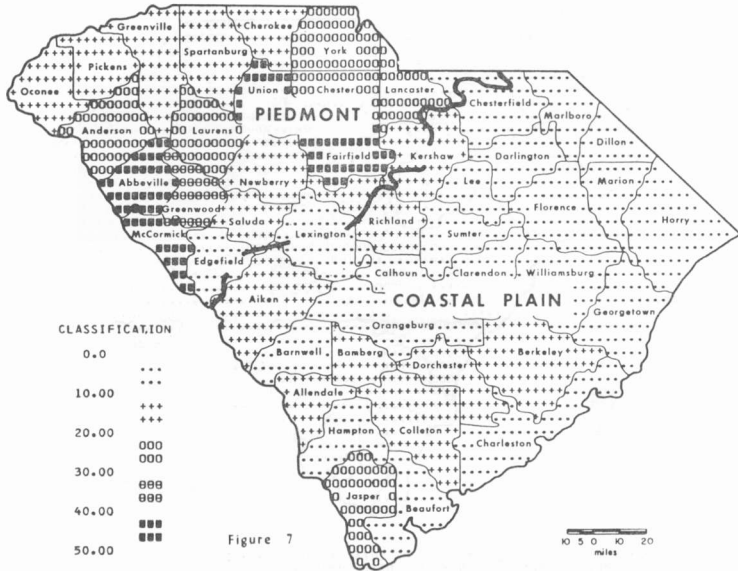 Greenville
Cherokee
York
Spartanburg
Pickens
Oconee
Union
Chester
Lancaster
Chesterfield
Marlboro
PIEDMONT
Anderson
Laurens
Dillon
Fairfield
Kershaw
Darlington
Abbeville
Newberry
Lee
Marion
Greenwood
Saluda
Richland
Florence
Horry
McCormick
Lexington
Sumter
Edgefield
Calhoun
Clarendon
Williamsburg
Aiken
COASTAL PLAIN
Georgetown
Orangeburg
Barnwell
Bamberg
Dorchester
Berkeley
Allendale
Hampton
Colleton
Charleston
Jasper
Beaufort
CLASSIFICATION
0.0
10.00
20.00
30.00
40.00
50.00
Figure 7
10 5 0 10 20
miles